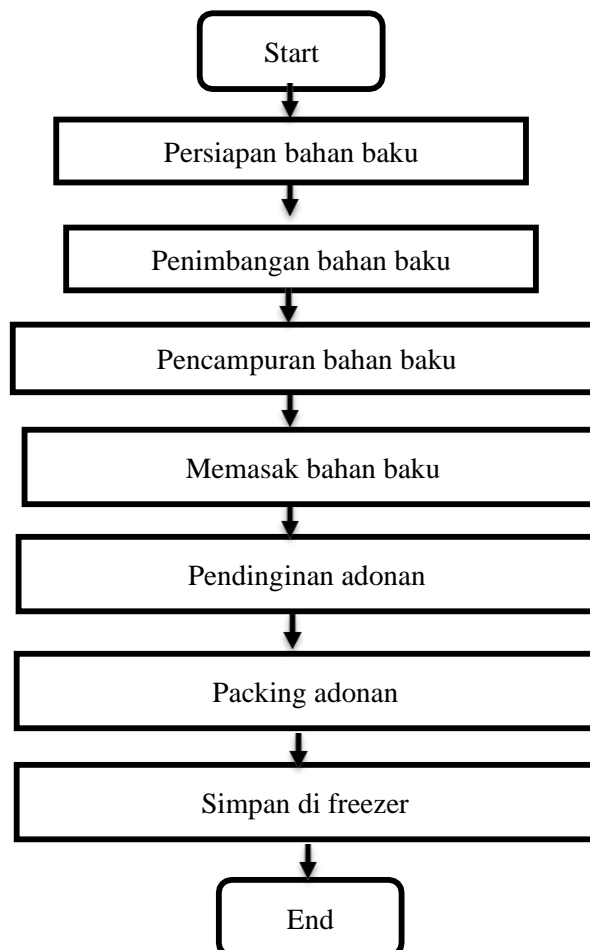 Start
Persiapan bahan baku
Penimbangan bahan baku
Pencampuran bahan baku
Memasak bahan baku
Pendinginan adonan
Packing adonan
Simpan di freezer
End